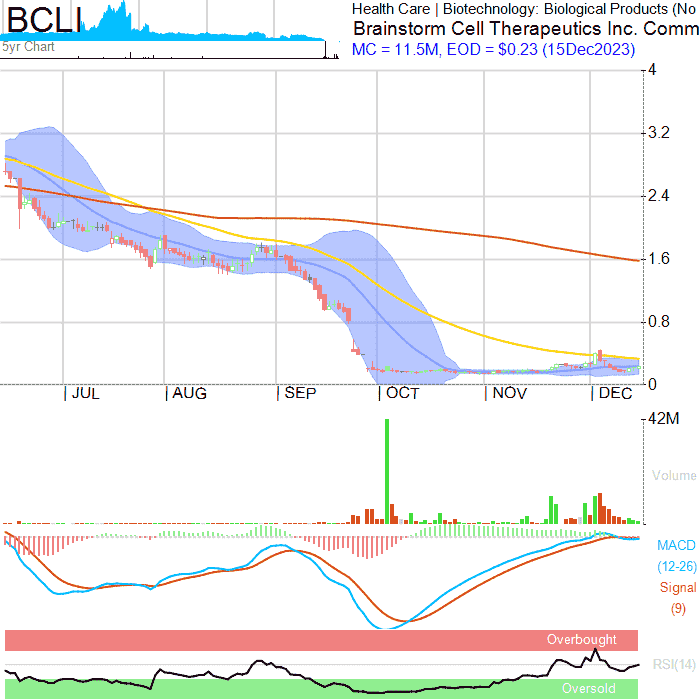 BCLI
5yr Chart
Health Care | Biotechnology: Biological Products (No
Brainstorm Cell Therapeutics Inc. Comm
MC = 11.5M, EOD = $0.23 (15Dec2023)
4
3.2
2.4
1.6
0.8
0
JUL
AUG
SEP
OCT
NOV
DEC
42M
Volume
MACD
(12-26)
Signal
(9)
Overbought
RSI(14)
Oversold